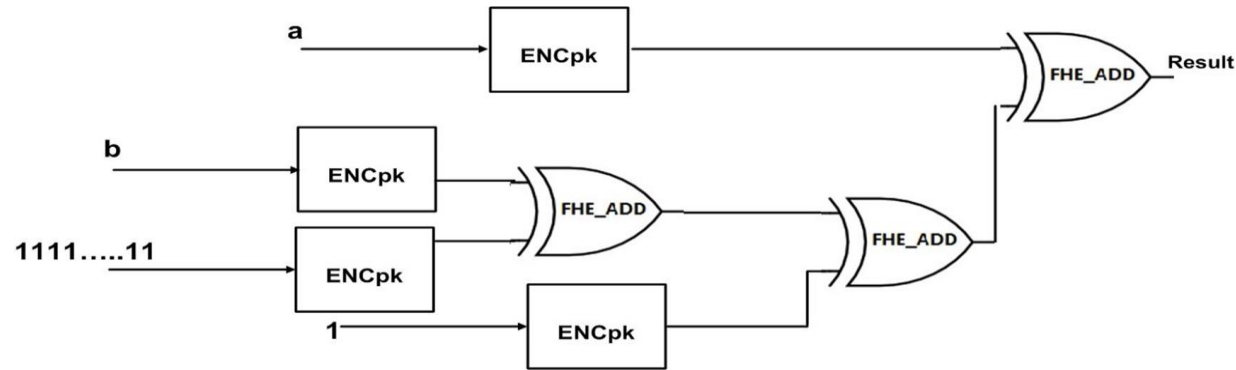 a
ENCpk
FHE_ADD
Result
b
ENCpk
FHE_ADD
FHE_ADD
1111.....11
ENCpk
1
ENCpk